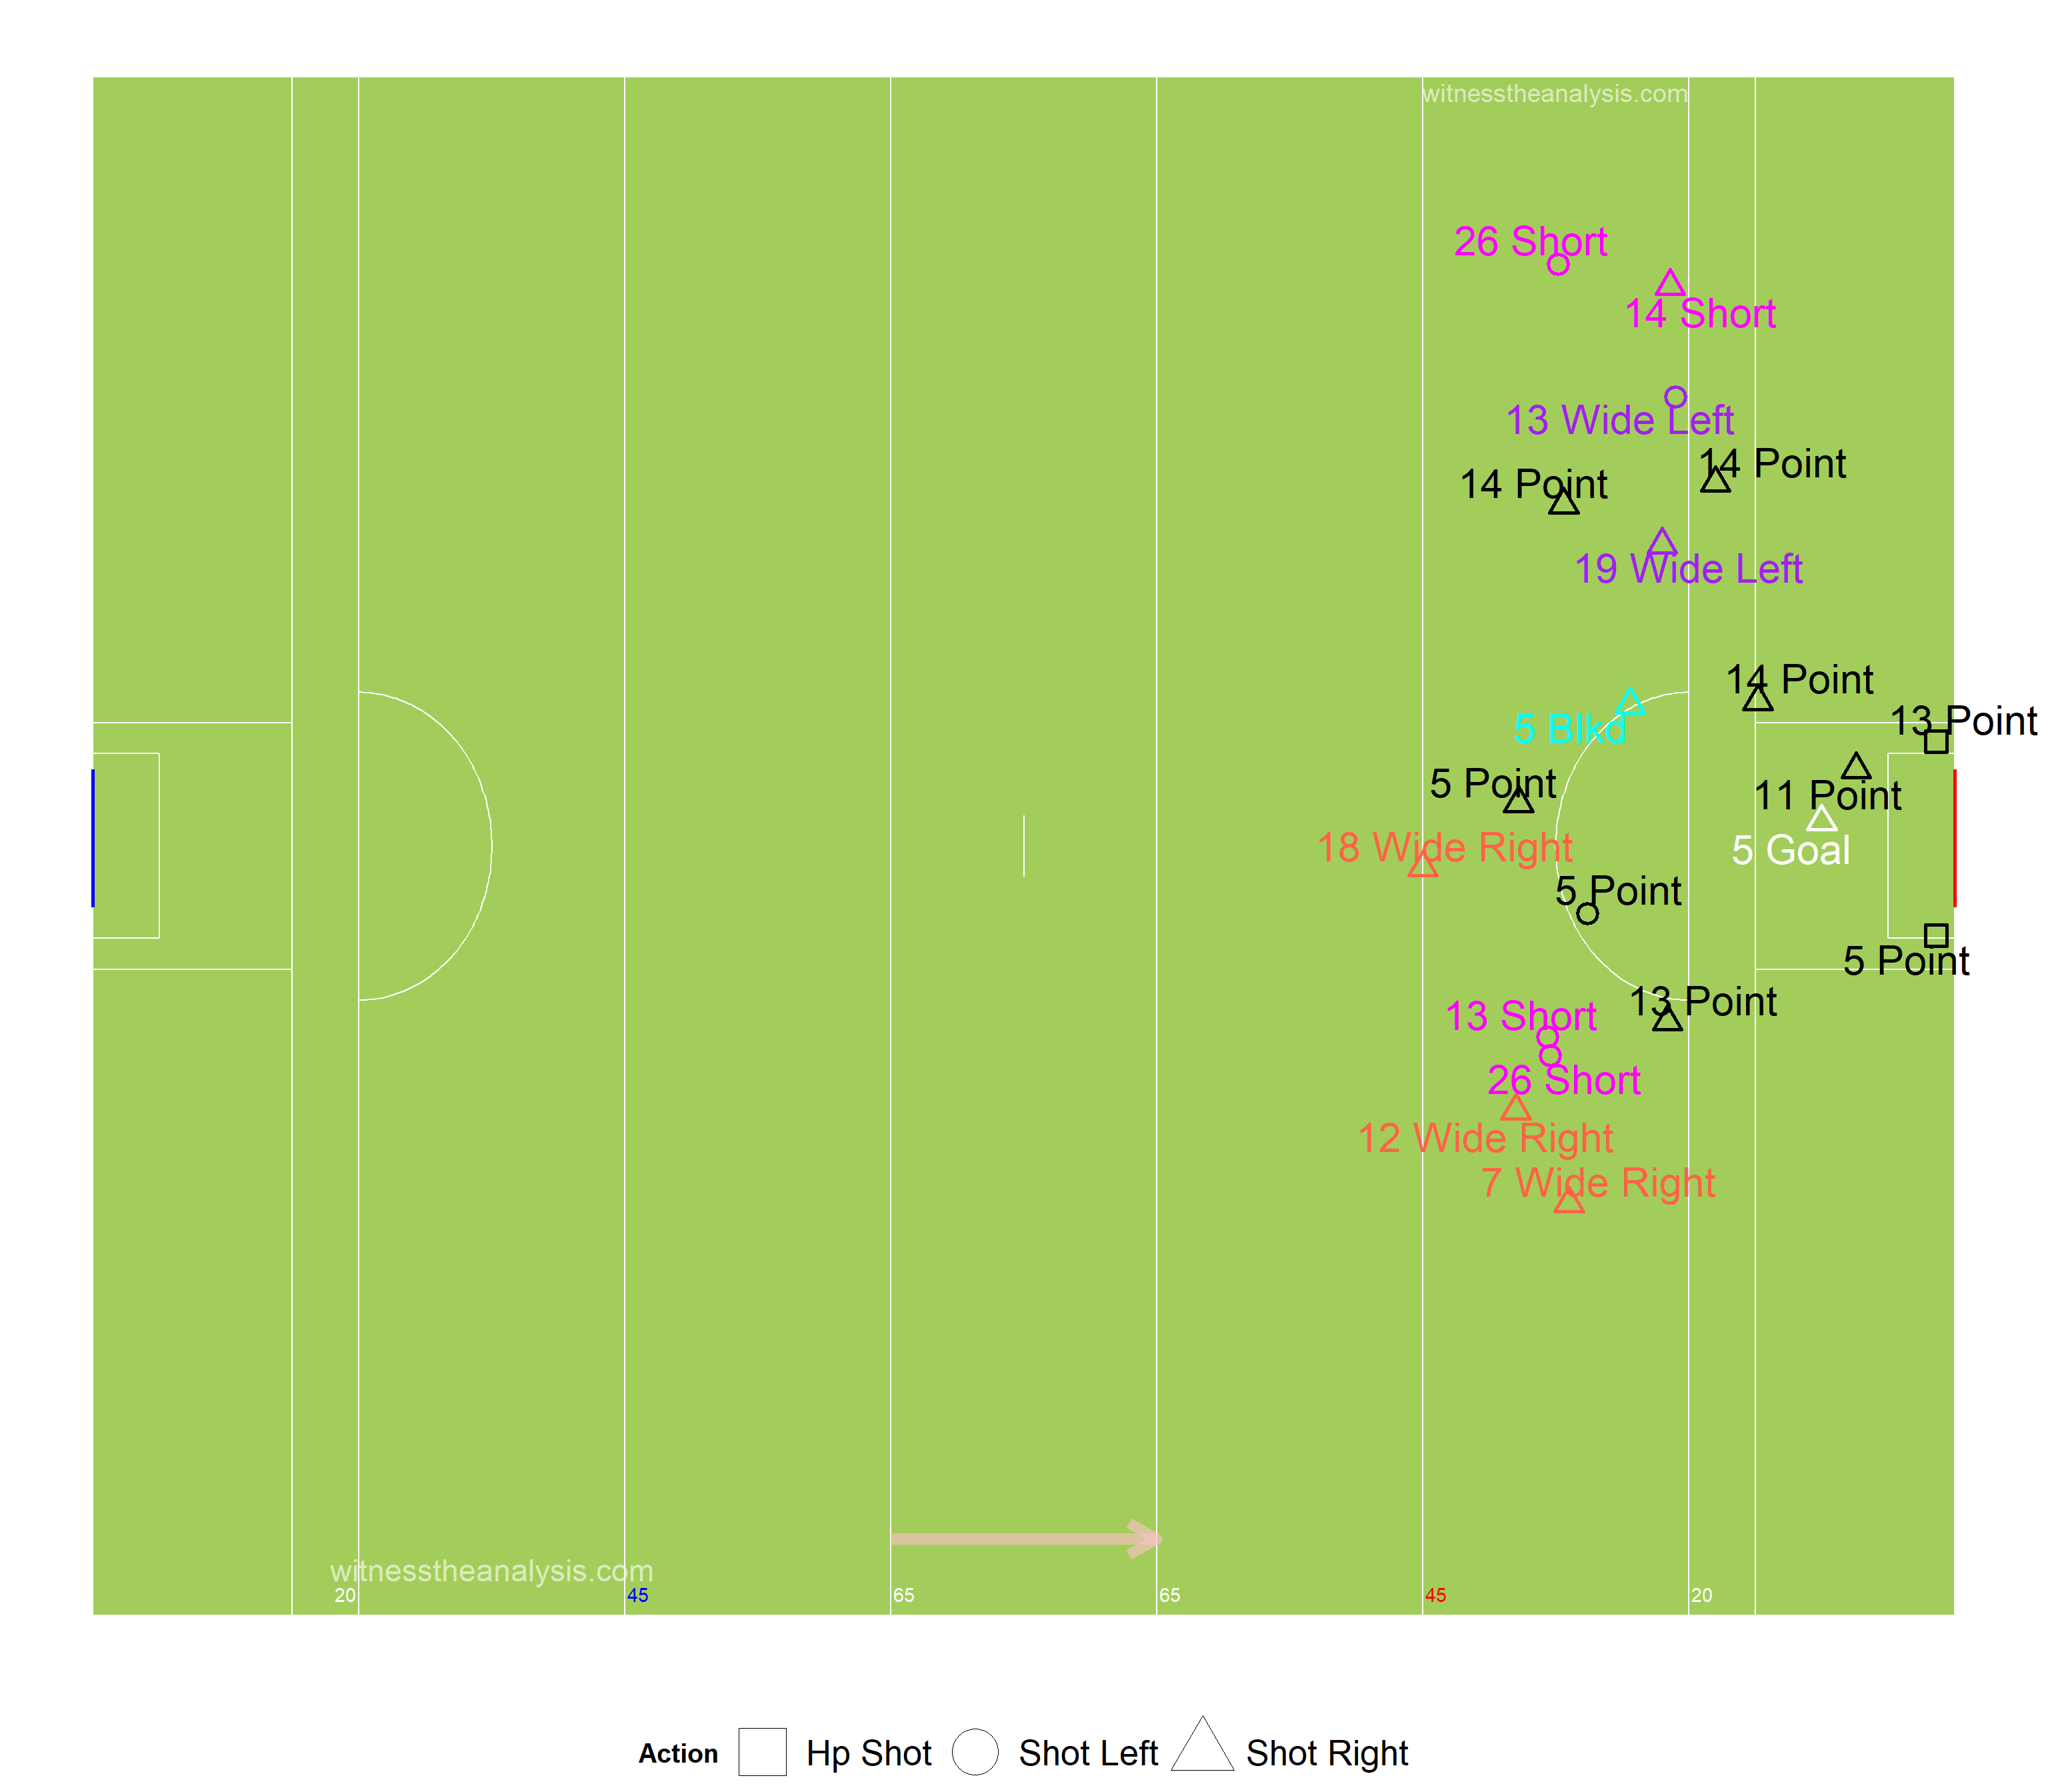 witnesstheanalysis.com
26 Short
14 Short
13 Wide Left
14 Point
14 Point
19 Wide Left
14 Point
13 Point
5 Blkd
5 Point
11 Point
18 Wide Right
5 Goal
5 Point
5 Point
13 Point
13 Short
26 Short
12 Wide Right
7 Wide Right
witnesstheanalysis.com
20
45
65
65
45
20
Action Hp Shot Shot Left Shot Right